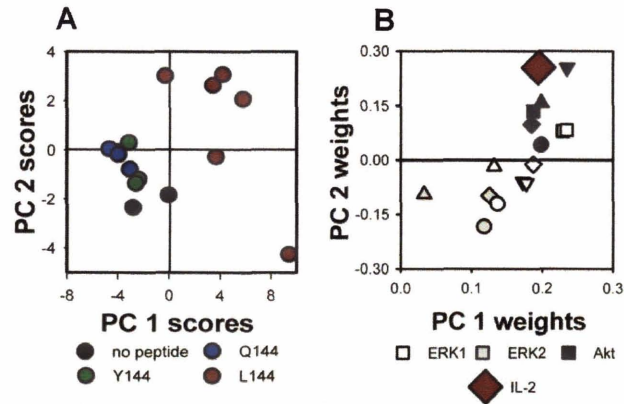 A
PC 2 scores
4
2
0
-2
-4
-8
-4
0
4
8
PC 1 scores
no peptide
Q144
Y144
L144
B
PC 2 weights
0.30
0.15
0.00
-0.15
-0.30
0.0
0.1
0.2
0.3
PC 1 weights
ERK1
ERK2
Akt
IL-2